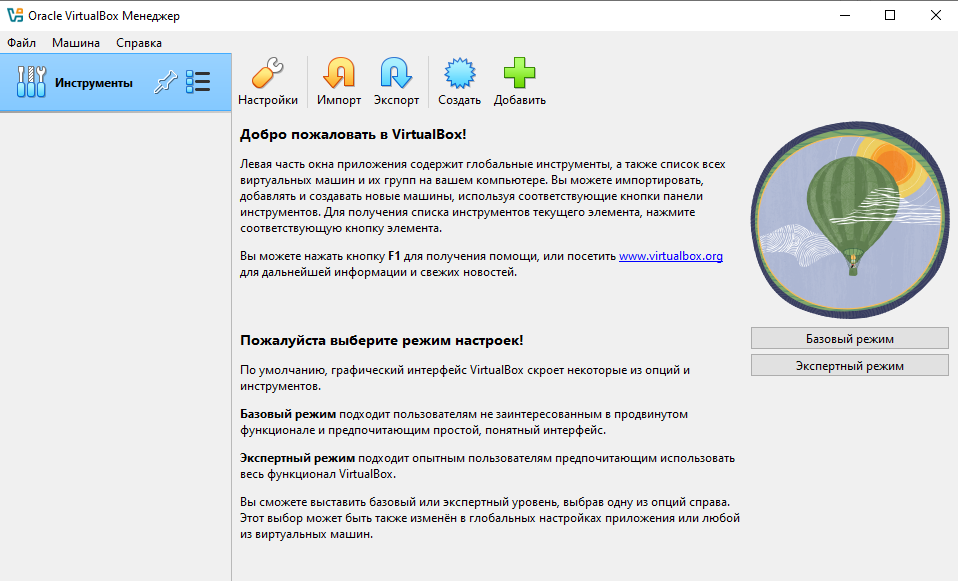 Oracle VirtualBox Менеджер
Файл Машина Справка
Инструменты
Настройки Импорт Экспорт Создать Добавить
Добро пожаловать в VirtualBox!
Левая часть окна приложения содержит глобальные инструменты, а также список всех
виртуальных машин и их групп на вашем компьютере. Вы можете импортировать,
добавлять и создавать новые машины, используя соответствующие кнопки панели
инструментов. Для получения списка инструментов текущего элемента, нажмите
соответствующую кнопку элемента.
Вы можете нажать кнопку F1 для получения помощи, или посетить www.virtualbox.org
для дальнейшей информации и свежих новостей.
Пожалуйста выберите режим настроек!
По умолчанию, графический интерфейс VirtualBox скроет некоторые из опций и
инструментов.
Базовый режим подходит пользователям не заинтересованным в продвинутом
функционале и предпочитающим простой, понятный интерфейс.
Экспертный режим подходит опытным пользователям предпочитающим использовать
весь функционал VirtualBox.
Вы сможете выставить базовый или экспертный уровень, выбрав одну из опций справа.
Этот выбор может быть также изменён в глобальных настройках приложения или любой
из виртуальных машин.
Базовый режим
Экспертный режим